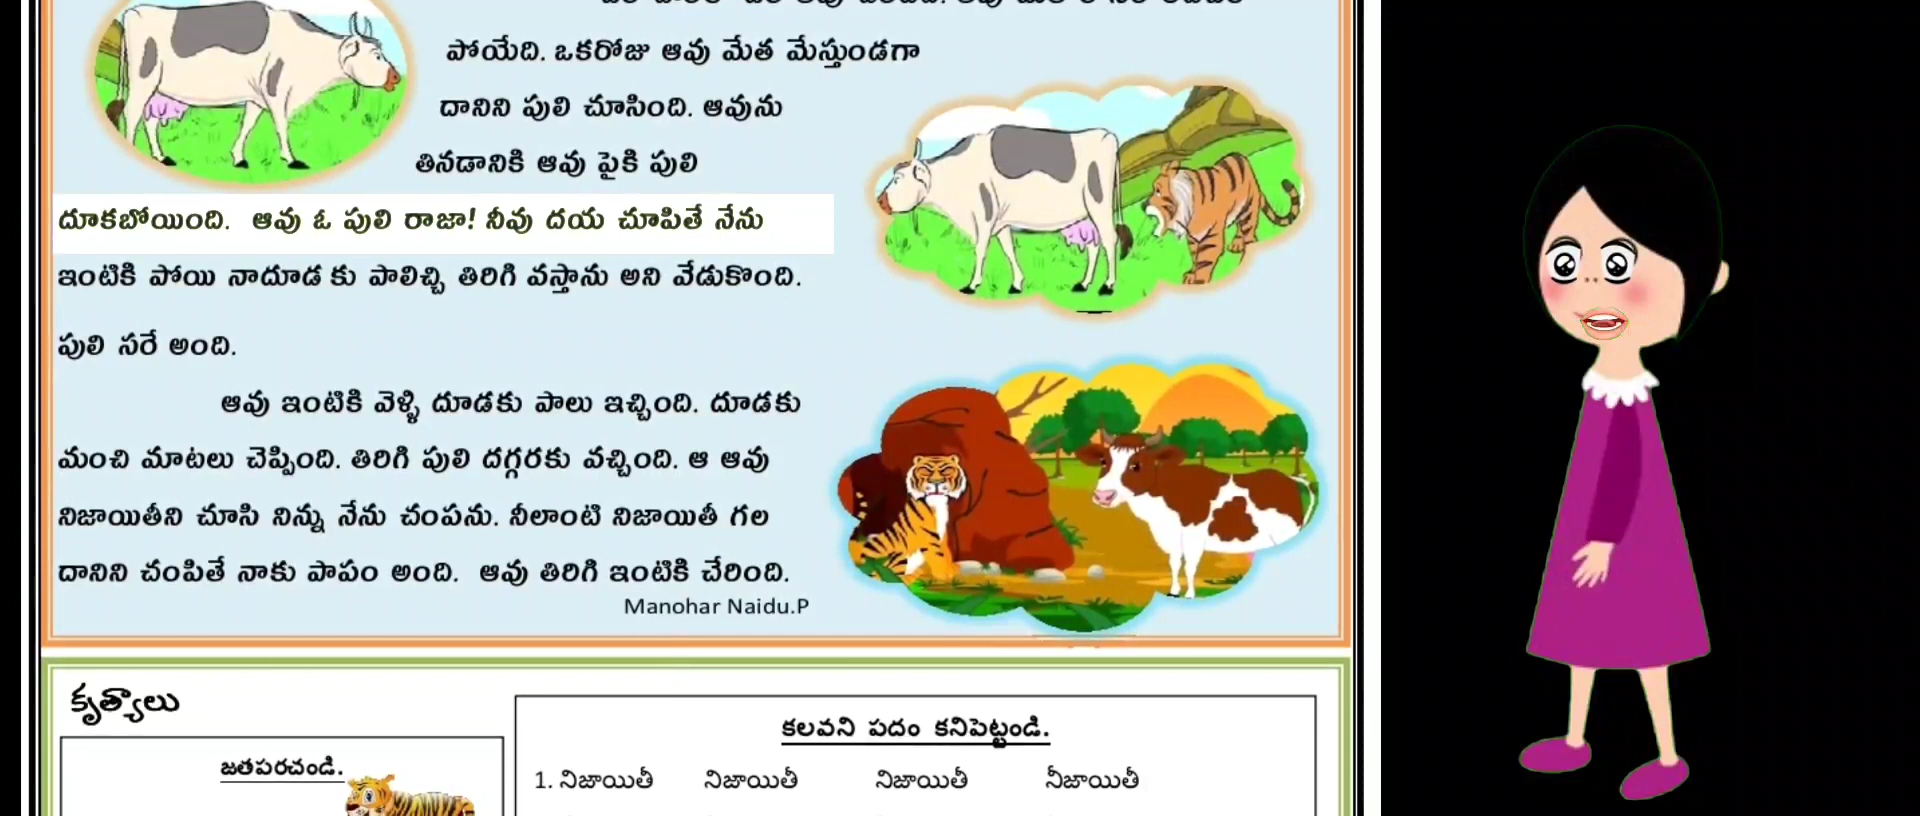 పోయేది. ఒకరోజు ఆవు మేత మేస్తుండగా
దానిని పులి చూసింది. ఆవును
తినడానికి ఆవు పైకి పులి
దూకబోయింది. ఆవు ఓ పులి రాజా! నీవు దయ చూపితే నేను
ఇంటికి పోయి నాదూడ కు పాలిచ్చి తిరిగి వస్తాను అని వేడుకొంది.
పులి సరే అంది.
ఆవు ఇంటికి వెళ్ళి దూడకు పాలు ఇచ్చింది. దూడకు
మంచి మాటలు చెప్పింది. తిరిగి పులి దగ్గరకు వచ్చింది. ఆ ఆవు
నిజాయితీని చూసి నిన్ను నేను చంపను. నీలాంటి నిజాయితీ గల
దానిని చంపితే నాకు పాపం అంది. ఆవు తిరిగి ఇంటికి చేరింది.
Manohar Naidu.P
కృత్యాలు
జతపరచండి.
కలవని పదం కనిపెట్టండి.
1. నిజాయితీ నిజాయితీ నిజాయితీ నీజాయితీ